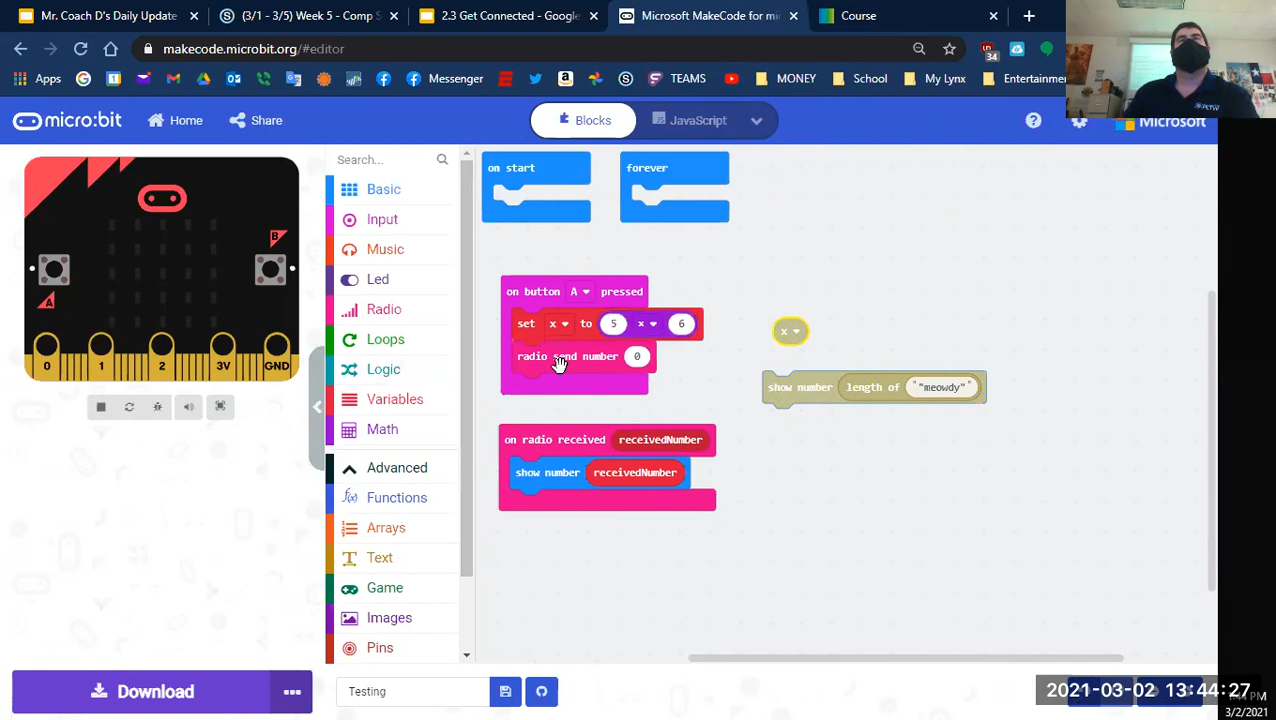 Mr. Coach D's Daily Update
(3/1 - 3/5) Week 5 - Comp S
2.3 Get Connected - Google
Microsoft MakeCode for mi
Course
makecode.microbit.org/#editor
34
Apps
Messenger
TEAMS
MONEY
School
My Lynx
Entertainme
micro:bit
Home
Share
Blocks
JavaScript
Microsoft
Search...
Basic
Input
Music
Led
Radio
Loops
Logic
Variables
Math
Advanced
Functions
Arrays
Text
Game
Images
Pins
A
B
0
1
2
3V
GND
on start
forever
on button A pressed
set x to 5 × 6
radio send number 0
on radio received receivedNumber
show number receivedNumber
x
show number length of "meowdy"
Download
Testing
2021-03-02 13:44:27
3/2/2021